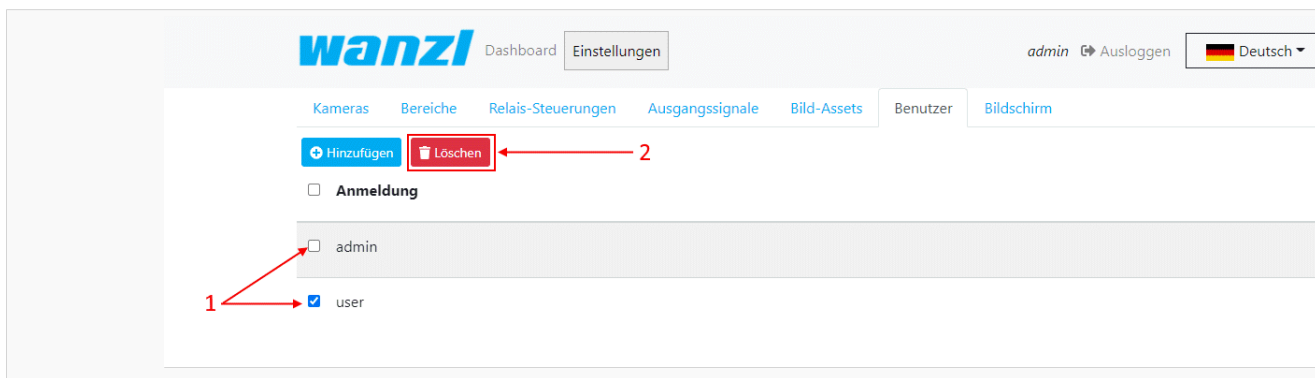 wanzl Dashboard Einstellungen admin Ausloggen Deutsch
Kameras Bereiche Relais-Steuerungen Ausgangssignale Bild-Assets Benutzer Bildschirm
Hinzufügen Löschen 2
Anmeldung
admin
1
user